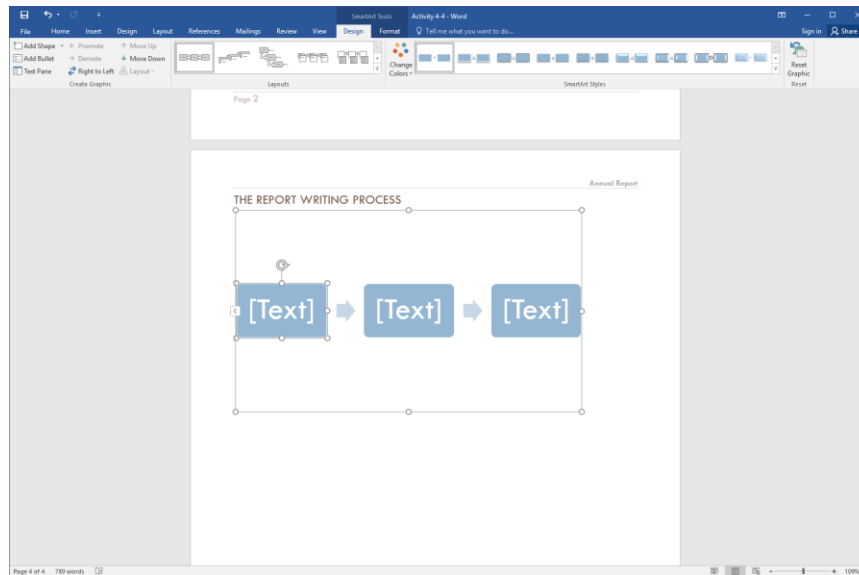 SmartArt Tools Activity 4-4 - Word
File Home Insert Design Layout References Mailings Review View Design Format Tell me what you want to do... Sign in Share
Add Shape Promote Move Up
Add Bullet Demote Move Down
Text Pane Right to Left Layout
Create Graphic
Layouts
Change
Colors
SmartArt Styles
Reset
Graphic
Reset
Page 2
Annual Report
THE REPORT WRITING PROCESS
[Text] [Text] [Text]
Page 4 of 4 789 words 109%